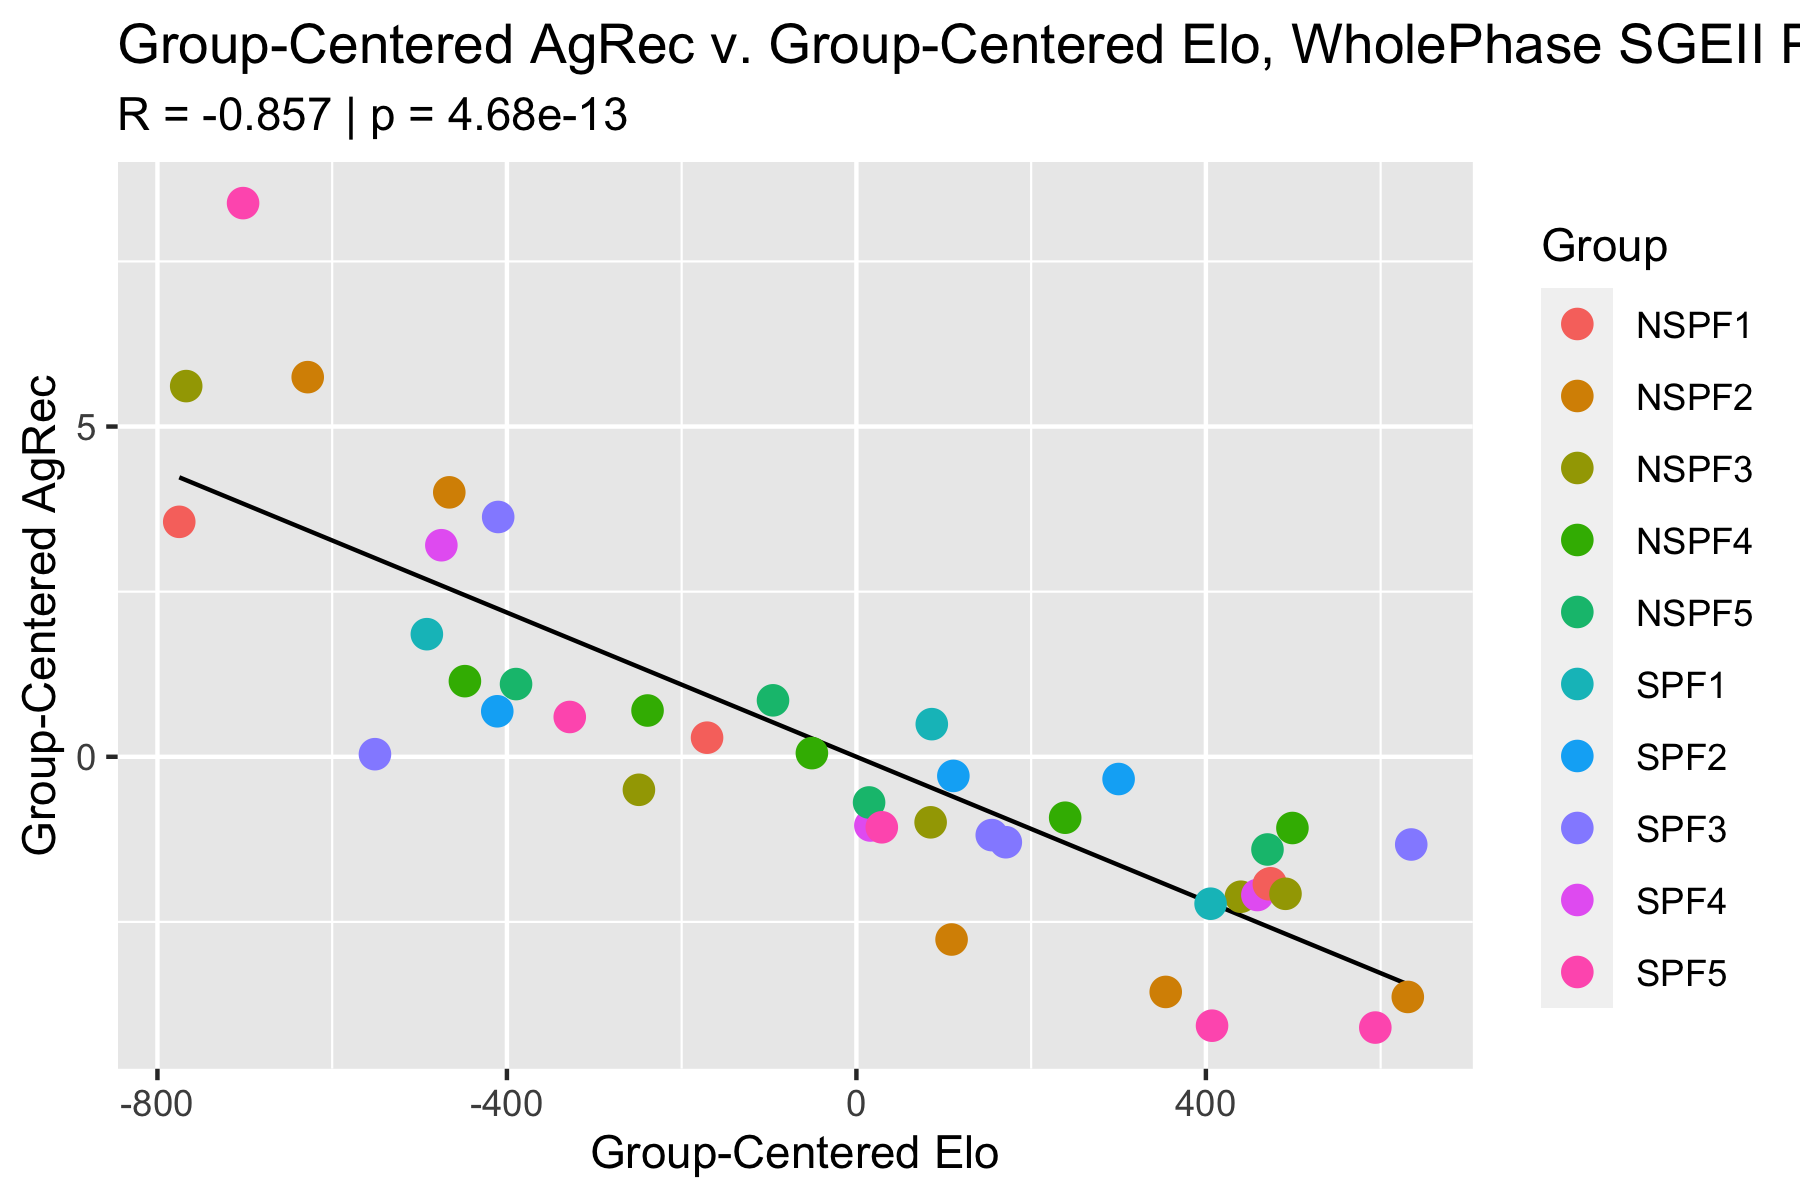 Group-Centered AgRec v. Group-Centered Elo, WholePhase SGEII
R = -0.857 | p = 4.68e-13
Group-Centered AgRec
5
0
-800
-400
0
400
Group-Centered Elo
Group
NSPF1
NSPF2
NSPF3
NSPF4
NSPF5
SPF1
SPF2
SPF3
SPF4
SPF5